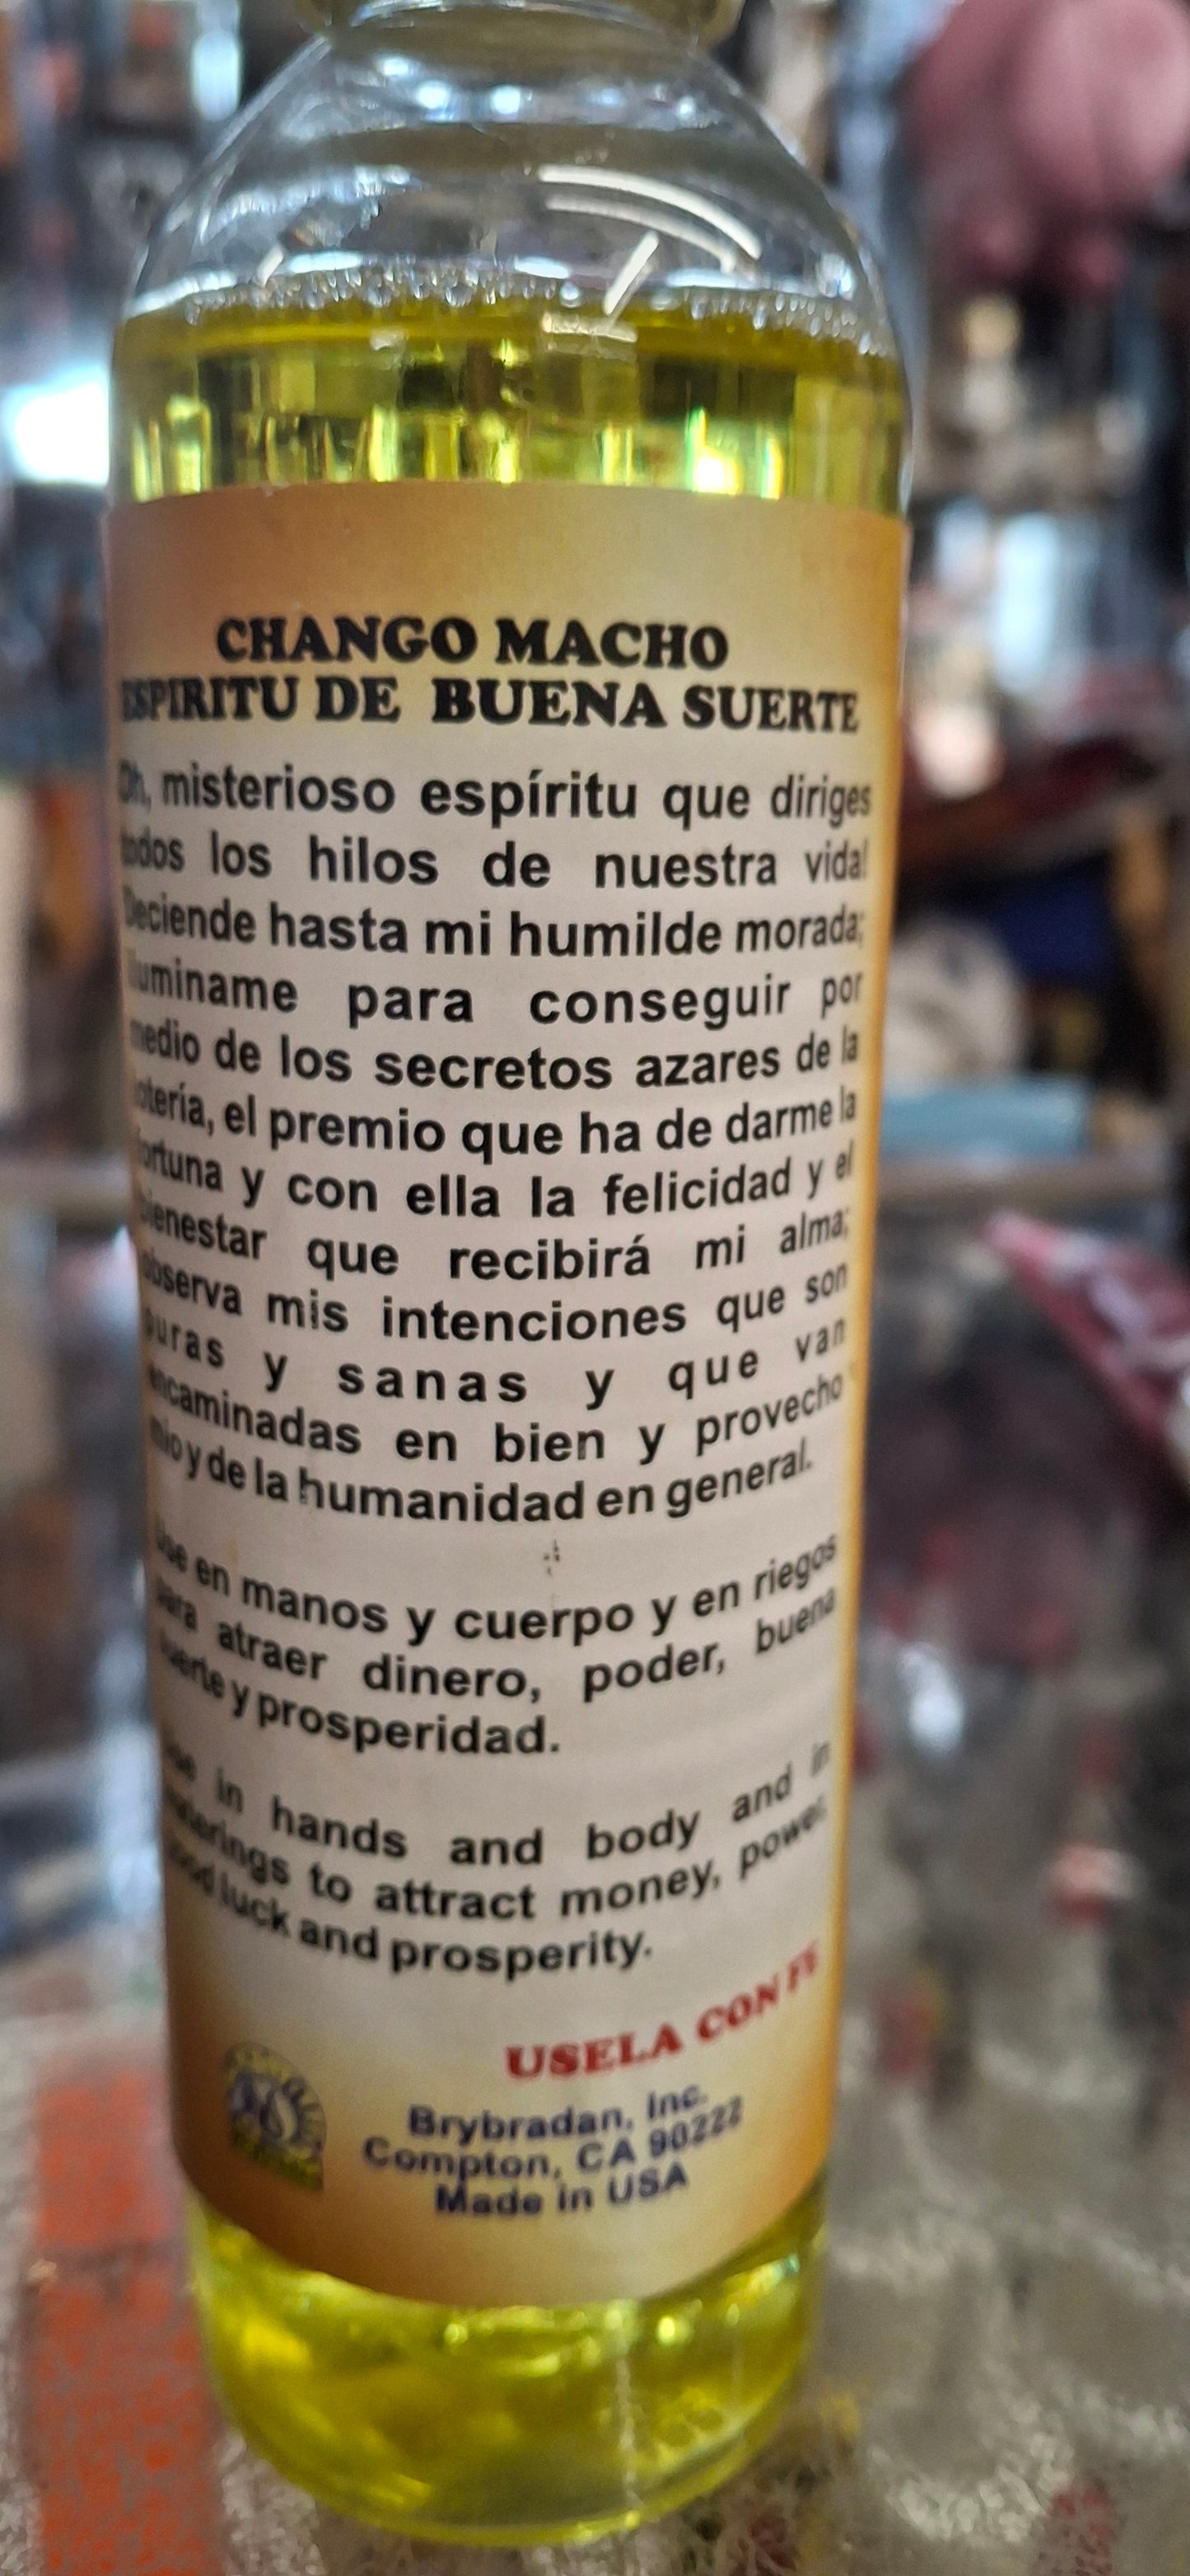 CHANGO MACHO
ESPIRITU DE BUENA SUERTE
Oh, misterioso espíritu que diriges
todos los hilos de nuestra vida!
Deciende hasta mi humilde morada;
iluminame para conseguir por
medio de los secretos azares de la
lotería, el premio que ha de darme la
fortuna y con ella la felicidad y el
bienestar que recibirá mi alma;
observa mis intenciones que son
puras y sanas y que van
encaminadas en bien y provecho
mio y de la humanidad en general.
Use en manos y cuerpo y en riegos
para atraer dinero, poder, buena
suerte y prosperidad.
Use in hands and body and in
waterings to attract money, power,
good luck and prosperity.
USELA CON FE
Brybradan, Inc.
Compton, CA 90222
Made in USA